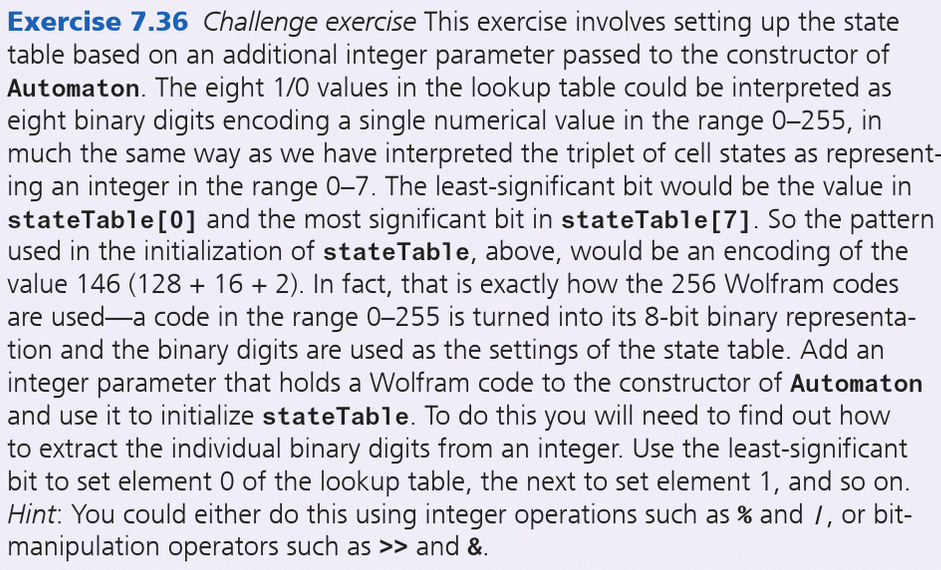 Exercise 7.36 Challenge exercise This exercise involves setting up the state
table based on an additional integer parameter passed to the constructor of
Automaton. The eight 1/0 values in the lookup table could be interpreted as
eight binary digits encoding a single numerical value in the range 0–255, in
much the same way as we have interpreted the triplet of cell states as represent-
ing an integer in the range 0–7. The least-significant bit would be the value in
stateTable[0] and the most significant bit in stateTable[7]. So the pattern
used in the initialization of stateTable, above, would be an encoding of the
value 146 (128 + 16 + 2). In fact, that is exactly how the 256 Wolfram codes
are used—a code in the range 0–255 is turned into its 8-bit binary representa-
tion and the binary digits are used as the settings of the state table. Add an
integer parameter that holds a Wolfram code to the constructor of Automaton
and use it to initialize stateTable. To do this you will need to find out how
to extract the individual binary digits from an integer. Use the least-significant
bit to set element 0 of the lookup table, the next to set element 1, and so on.
Hint: You could either do this using integer operations such as % and /, or bit-
manipulation operators such as >> and &.